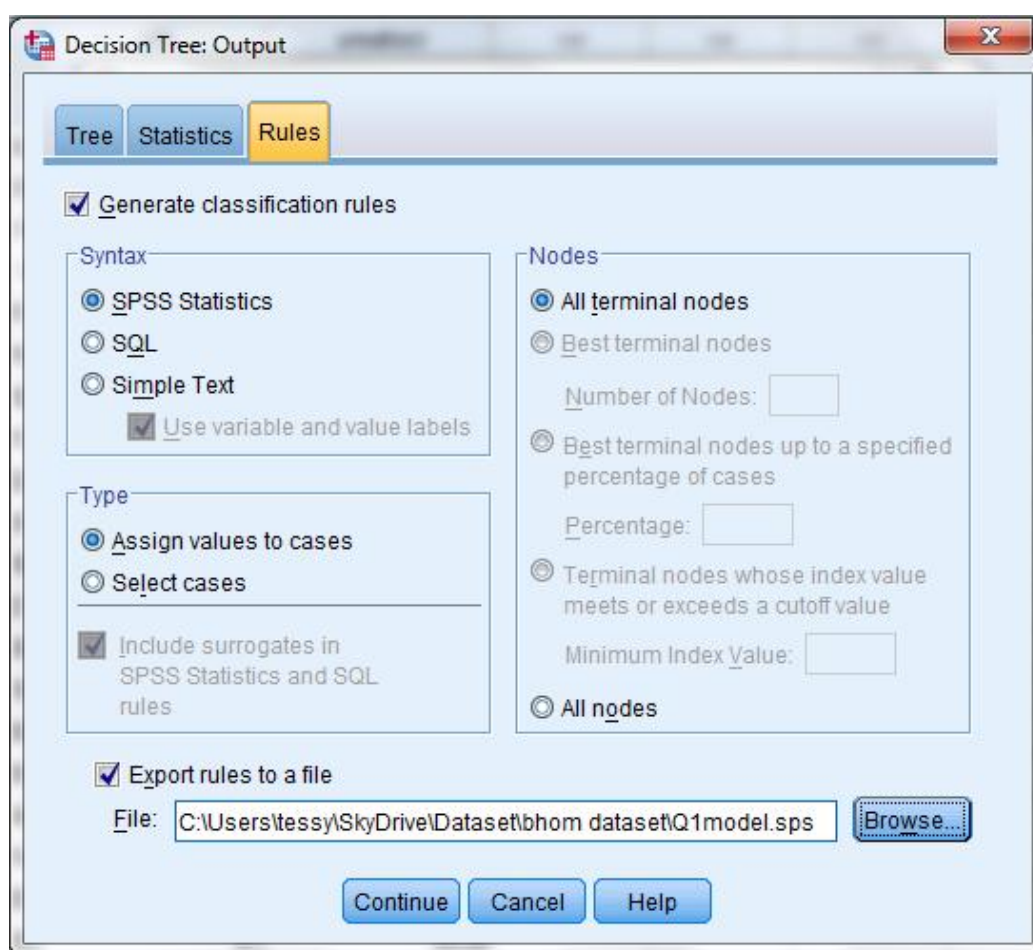 Decision Tree: Output
Tree
Statistics
Rules
Generate classification rules
Syntax
SPSS Statistics
SQL
Simple Text
Use variable and value labels
Type
Assign values to cases
Select cases
Include surrogates in
SPSS Statistics and SQL
rules
Nodes
All terminal nodes
Best terminal nodes
Number of Nodes:
Best terminal nodes up to a specified
percentage of cases
Percentage:
Terminal nodes whose index value
meets or exceeds a cutoff value
Minimum Index Value:
All nodes
Export rules to a file
File: C:\Users\tessy\SkyDrive\Dataset\bhom dataset\Q1model.sps
Browse...
Continue
Cancel
Help